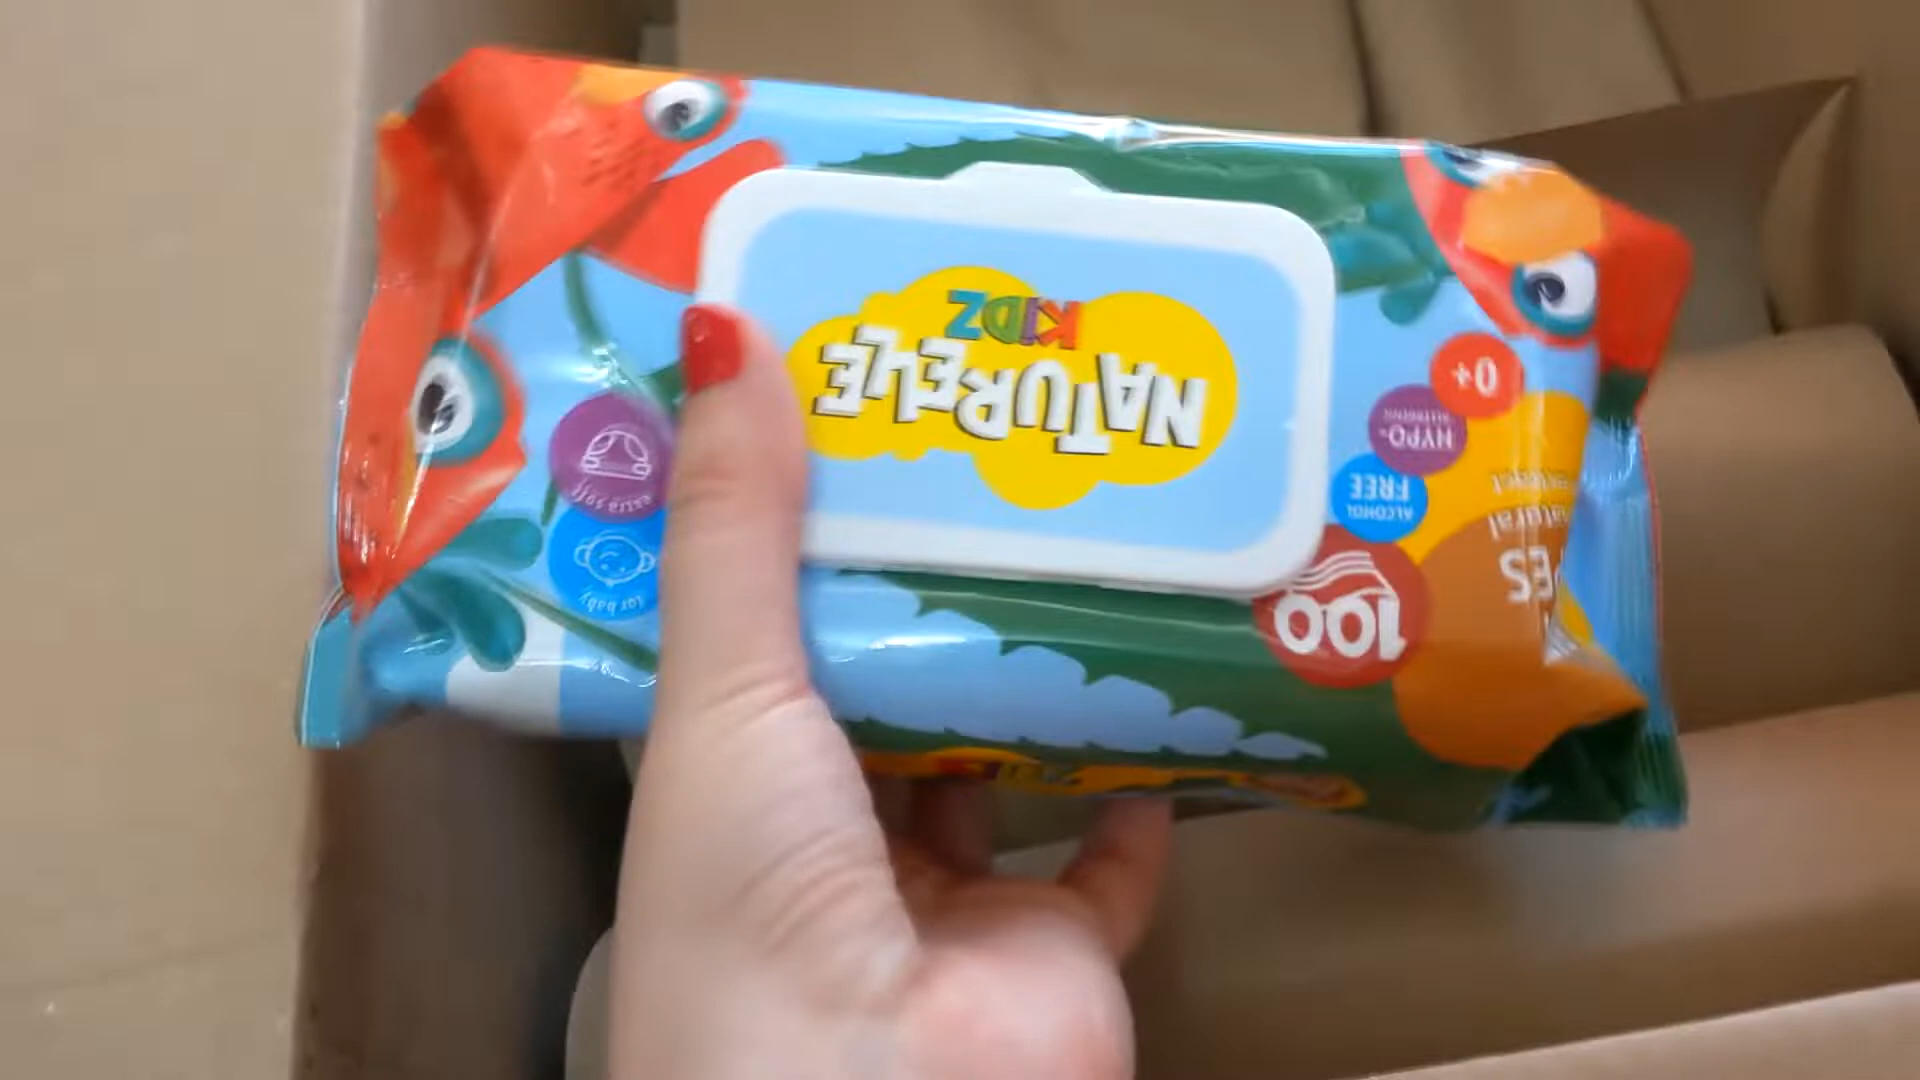 NATURELLE
KIDZ
0+
HYPO-
ALLERGENIC
ALCOHOL
FREE
100
extra soft
for baby